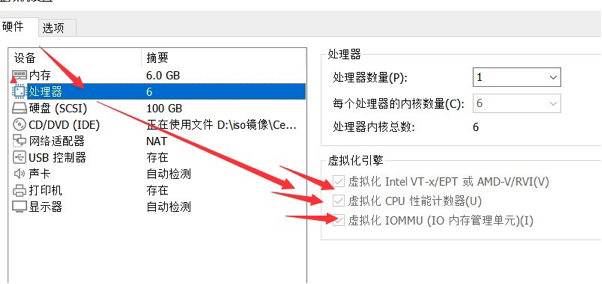 硬件 选项
设备 摘要
内存 6.0 GB
处理器 6
硬盘 (SCSI) 100 GB
CD/DVD (IDE) 正在使用文件 D:\iso镜像\Ce...
网络适配器 NAT
USB 控制器 存在
声卡 自动检测
打印机 存在
显示器 自动检测
处理器
处理器数量(P): 1
每个处理器的内核数量(C): 6
处理器内核总数: 6
虚拟化引擎
虚拟化 Intel VT-x/EPT 或 AMD-V/RVI(V)
虚拟化 CPU 性能计数器(U)
虚拟化 IOMMU (IO 内存管理单元)(I)